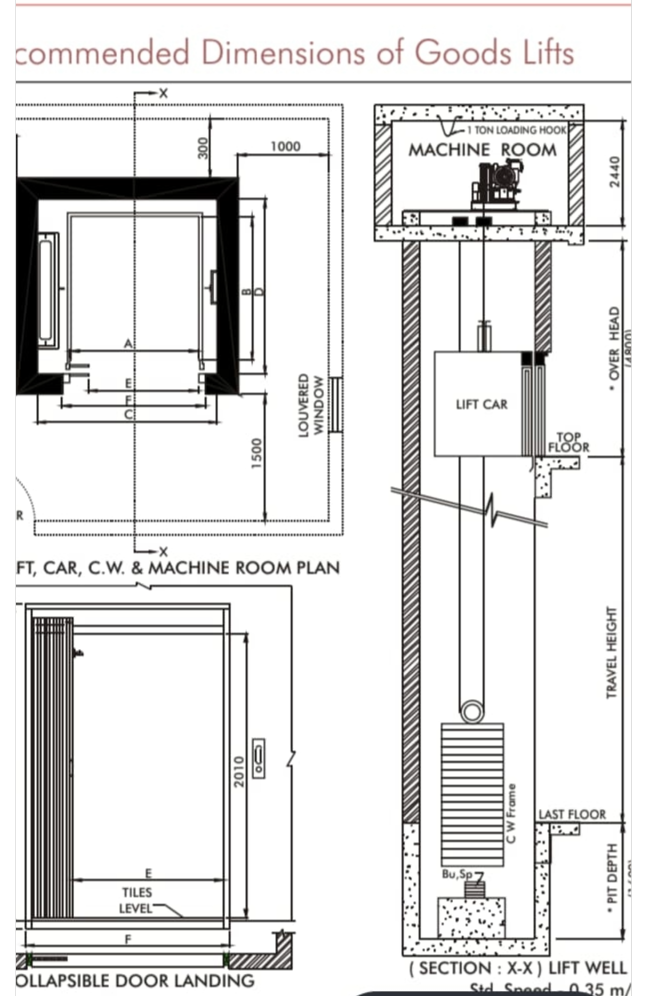 commended Dimensions of Goods Lifts
X
300
1000
1 TON LOADING HOOK
MACHINE ROOM
2440
B
D
A
E
F
C
LOUVERED
WINDOW
1500
R
X
FT, CAR, C.W. & MACHINE ROOM PLAN
* OVER HEAD
(4800)
LIFT CAR
TOP
FLOOR
TRAVEL HEIGHT
2010
E
TILES
LEVEL
F
OLLAPSIBLE DOOR LANDING
C W Frame
LAST FLOOR
Bu,Sp
* PIT DEPTH
( SECTION : X-X ) LIFT WELL
Std. Speed - 0.35 m/